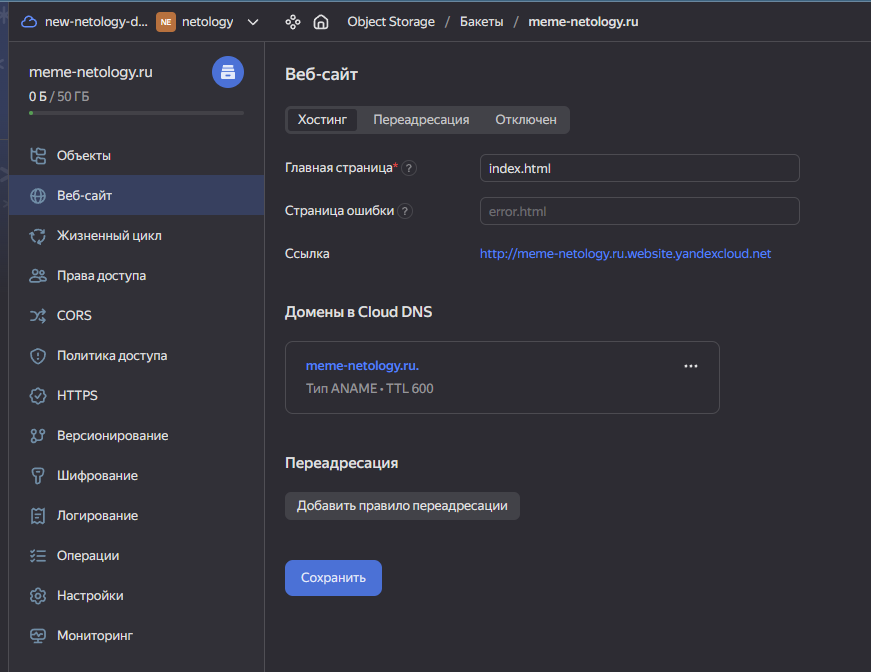 new-netology-d... NE netology Object Storage / Бакеты / meme-netology.ru
meme-netology.ru
0 Б / 50 ГБ
Объекты
Веб-сайт
Жизненный цикл
Права доступа
CORS
Политика доступа
HTTPS
Версионирование
Шифрование
Логирование
Операции
Настройки
Мониторинг
Веб-сайт
Хостинг Переадресация Отключен
Главная страница* ? index.html
Страница ошибки ? error.html
Ссылка http://meme-netology.ru.website.yandexcloud.net
Домены в Cloud DNS
meme-netology.ru.
Тип ANAME • TTL 600
Переадресация
Добавить правило переадресации
Сохранить